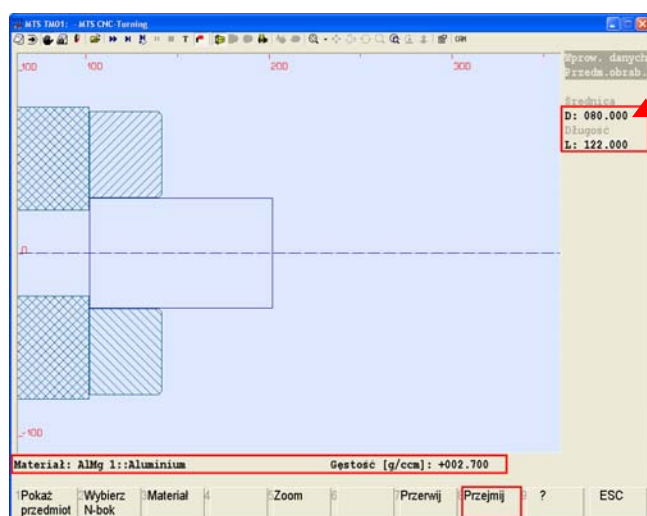 MTS TM01: - MTS CNC-Turning
T
CRM
100
100
200
300
0
-100
Wprow. danych
Przedm.obrab.
Średnica
D: 080.000
Długość
L: 122.000
Materiał: AlMg 1::Aluminium Gęstość [g/ccm]: +002.700
1 Pokaż przedmiot
2 Wybierz N-bok
3 Materiał
4
5 Zoom
6
7 Przerwij
8 Przejmij
9 ?
ESC